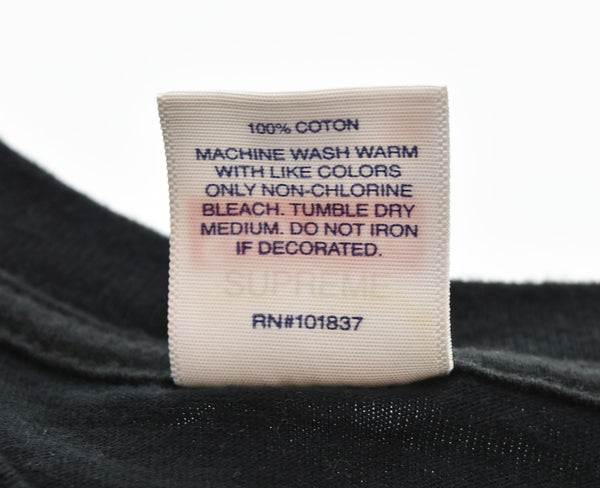 100% COTON
MACHINE WASH WARM
WITH LIKE COLORS
ONLY NON-CHLORINE
BLEACH. TUMBLE DRY
MEDIUM. DO NOT IRON
IF DECORATED.
SUPREME
RN#101837